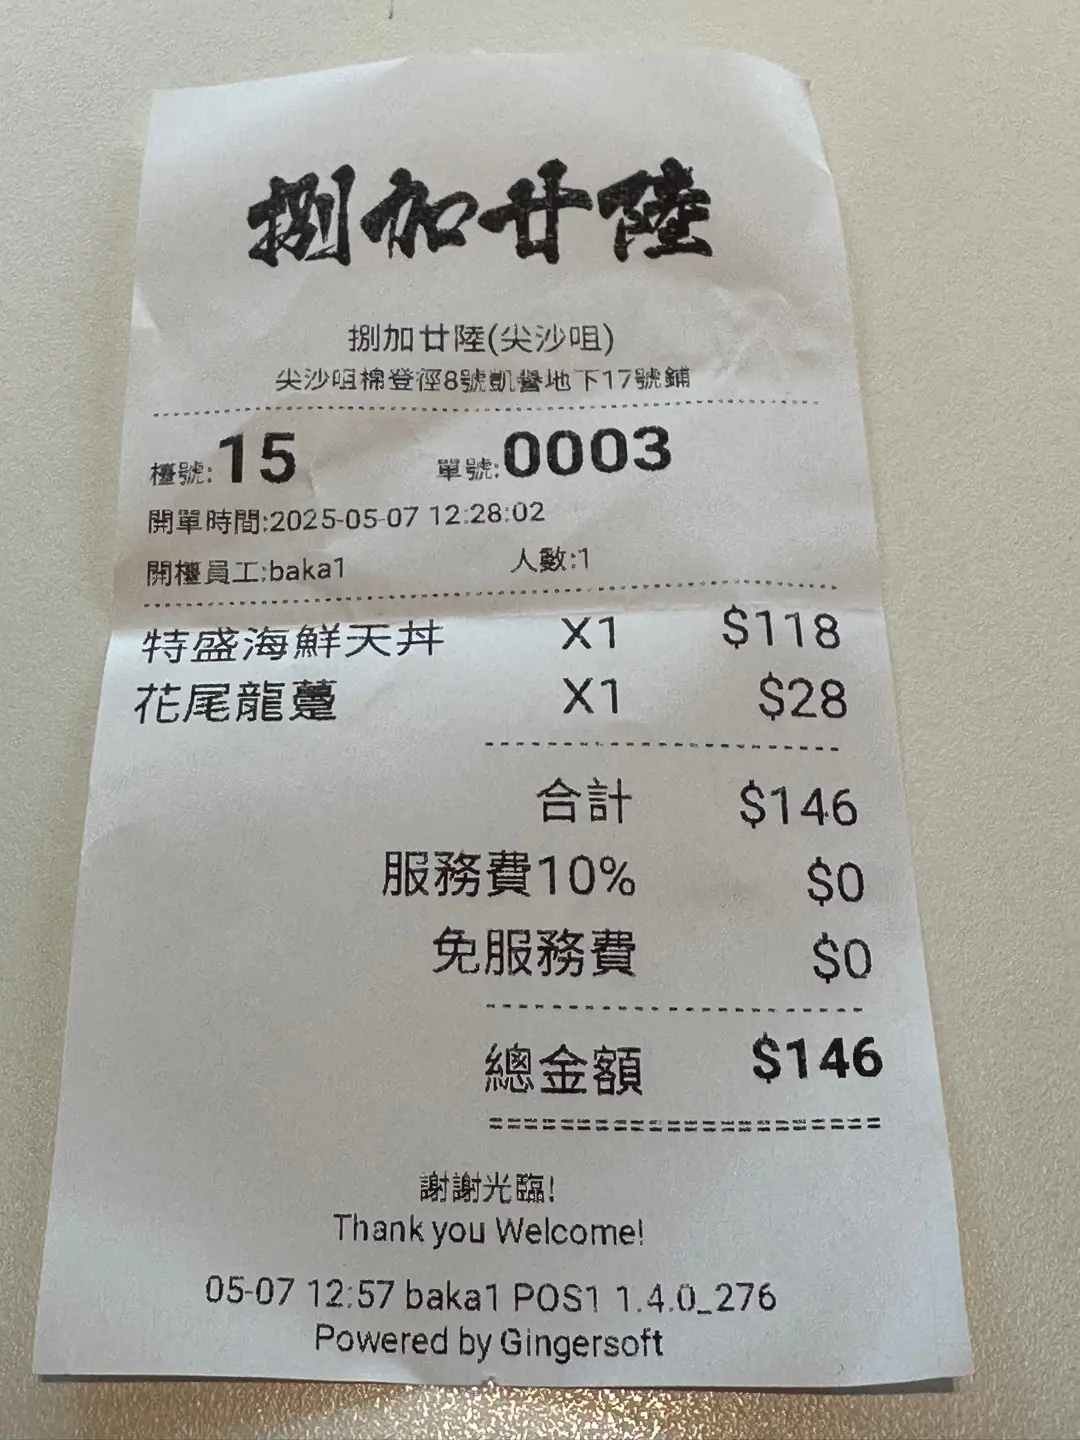 捌加廿陸
捌加廿陸(尖沙咀)
尖沙咀棉登徑8號凱譽地下17號鋪
檯號:15 單號:0003
開單時間:2025-05-07 12:28:02
開檯員工:baka1 人數:1
特盛海鮮天丼 X1 $118
花尾龍躉 X1 $28
合計 $146
服務費10% $0
免服務費 $0
總金額 $146
謝謝光臨!
Thank you Welcome!
05-07 12:57 baka1 POS1 1.4.0_276
Powered by Gingersoft